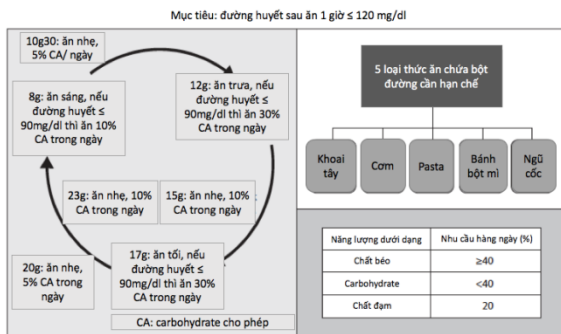 Mục tiêu: đường huyết sau ăn 1 giờ ≤ 120 mg/dl
10g30: ăn nhẹ,
5% CA/ ngày
8g: ăn sáng, nếu
đường huyết ≤
90mg/dl thì ăn 10%
CA trong ngày
12g: ăn trưa, nếu
đường huyết ≤
90mg/dl thì ăn 30%
CA trong ngày
23g: ăn nhẹ, 10%
CA trong ngày
15g: ăn nhẹ, 10%
CA trong ngày
20g: ăn nhẹ,
5% CA trong
ngày
17g: ăn tối, nếu
đường huyết ≤
90mg/dl thì ăn 30%
CA trong ngày
CA: carbohydrate cho phép
5 loại thức ăn chứa bột
đường cần hạn chế
Khoai
tây
Cơm
Pasta
Bánh
bột mì
Ngũ
cốc
Năng lượng dưới dạng Nhu cầu hàng ngày (%)
Chất béo ≥40
Carbohydrate <40
Chất đạm 20